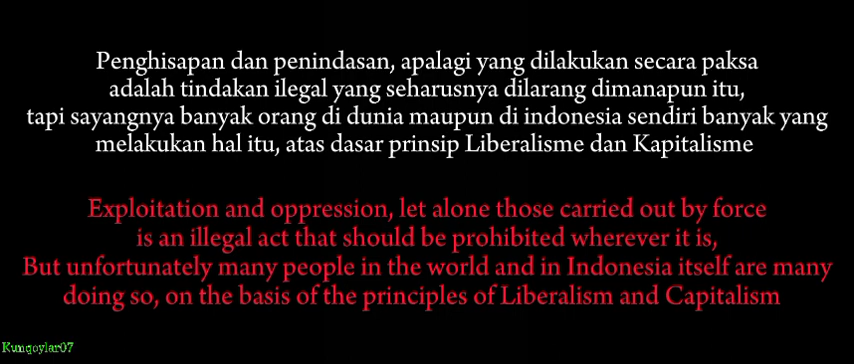 Penghisapan dan penindasan, apalagi yang dilakukan secara paksa
adalah tindakan ilegal yang seharusnya dilarang dimanapun itu,
tapi sayangnya banyak orang di dunia maupun di indonesia sendiri banyak yang
melakukan hal itu, atas dasar prinsip Liberalisme dan Kapitalisme
Exploitation and oppression, let alone those carried out by force
is an illegal act that should be prohibited wherever it is,
But unfortunately many people in the world and in Indonesia itself are many
doing so, on the basis of the principles of Liberalism and Capitalism
Kumqoylar07